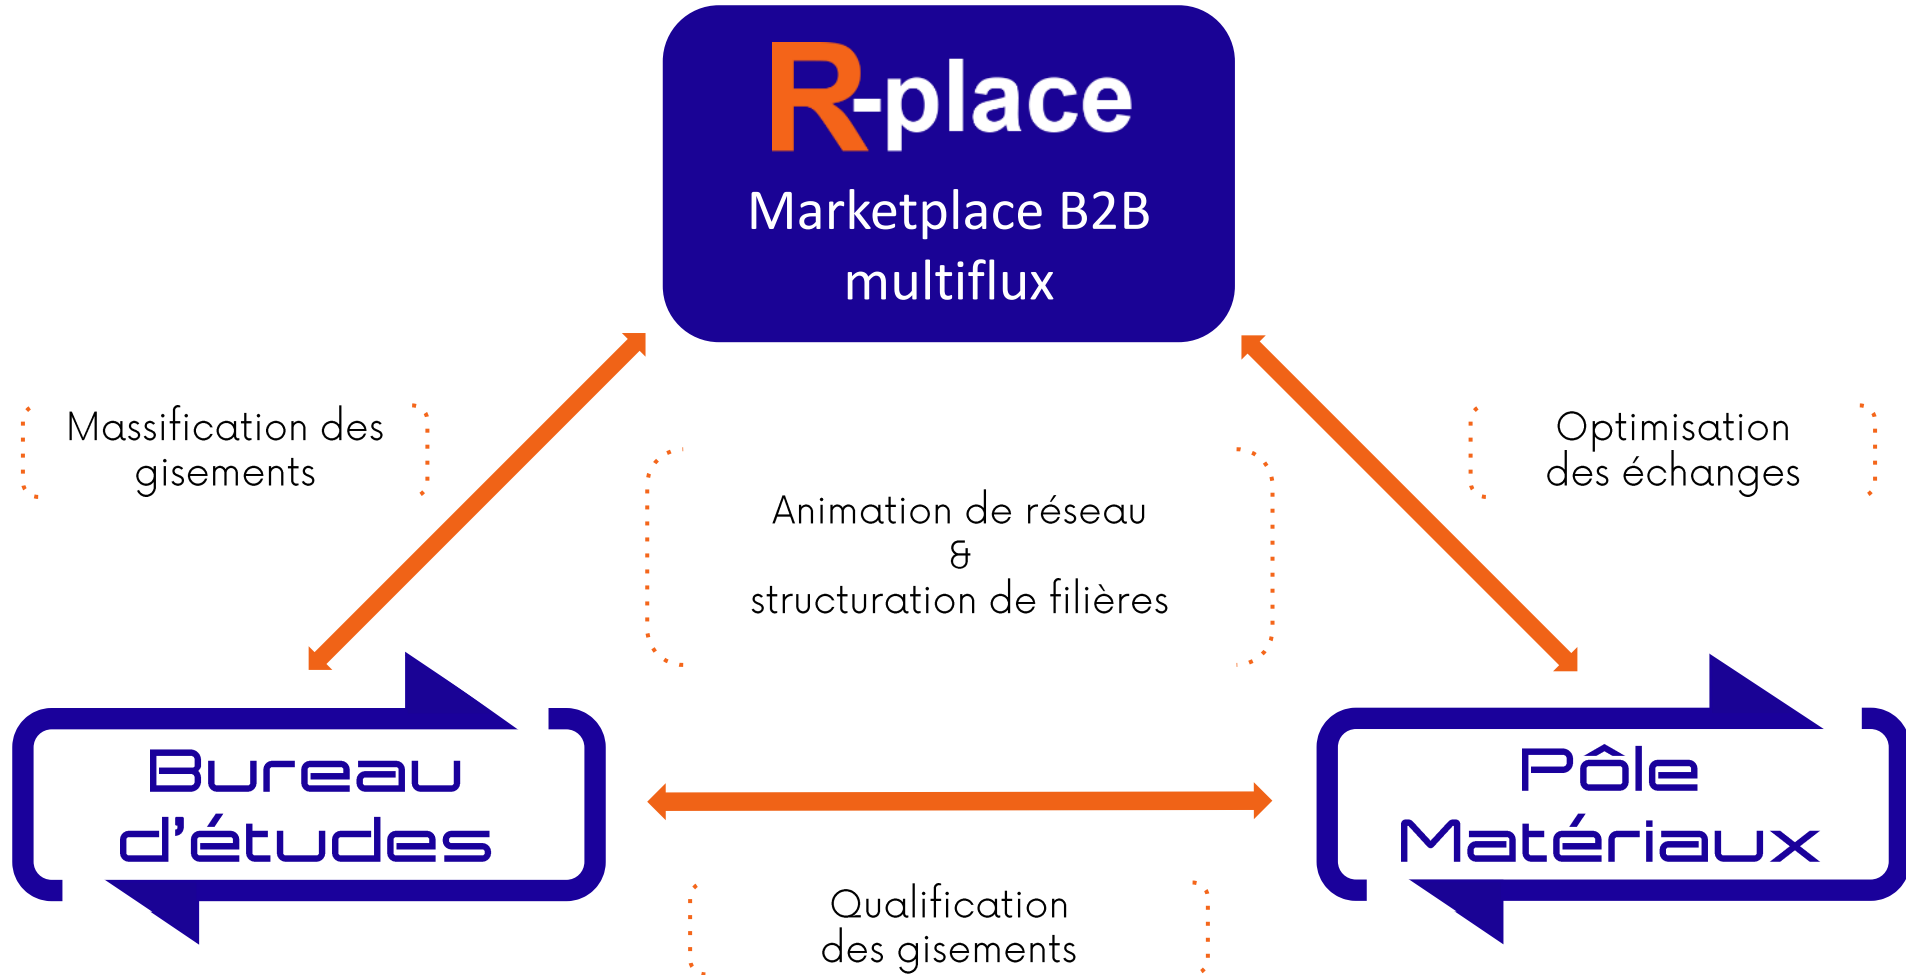 R-place
Marketplace B2B
multiflux
Massification des
gisements
Optimisation
des échanges
Animation de réseau
&
structuration de filières
Bureau
d'études
Pôle
Matériaux
Qualification
des gisements